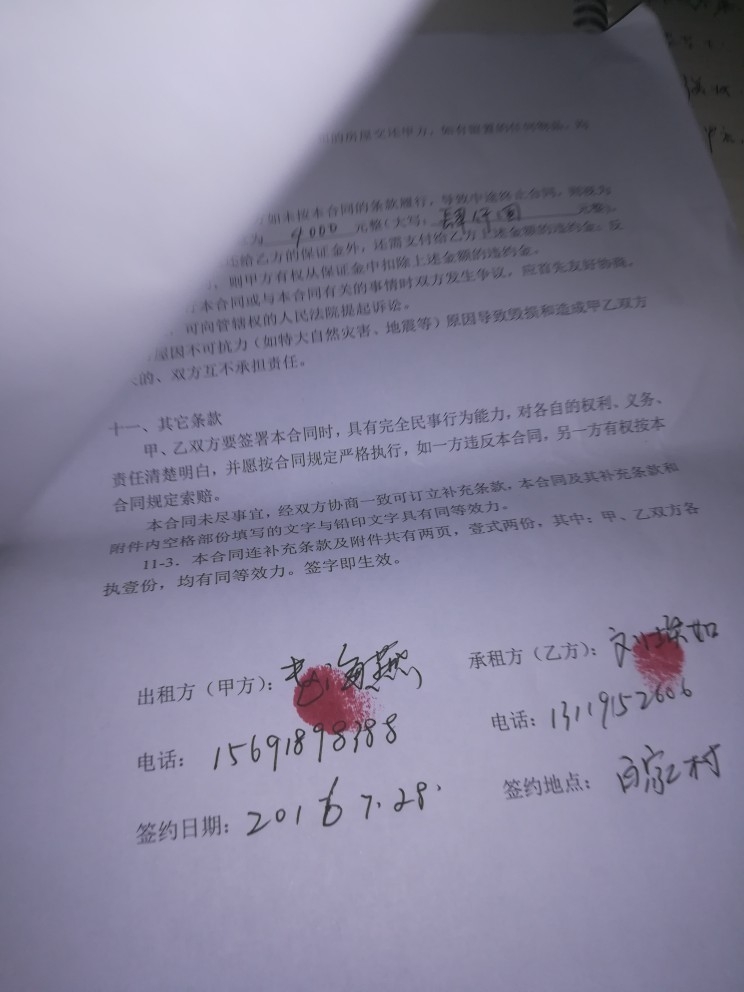 的房屋交还甲方，如有留置的任何物品，均
如未按本合同的条款履行，导致中途终止合同，则视为
为 4000 元整（大写：肆仟圆 元整），
还给乙方的保证金外，还需支付给乙方上述金额的违约金。反
，则甲方有权从保证金中扣除上述金额的违约金。
本合同或与本合同有关的事情时双方发生争议，应首先友好协商，
，可向管辖权的人民法院提起诉讼。
屋因不可抗力（如特大自然灾害、地震等）原因导致毁损和造成甲乙双方
的、双方互不承担责任。
十一、其它条款
甲、乙双方要签署本合同时，具有完全民事行为能力，对各自的权利、义务、
责任清楚明白，并愿按合同规定严格执行，如一方违反本合同，另一方有权按本
合同规定索赔。
本合同未尽事宜，经双方协商一致可订立补充条款，本合同及其补充条款和
附件内空格部份填写的文字与铅印文字具有同等效力。
11-3．本合同连补充条款及附件共有两页，壹式两份，其中：甲、乙双方各
执壹份，均有同等效力。签字即生效。
出租方（甲方）：赵海燕 承租方（乙方）：刘 如
电话： 15691898388 电话：13119152606
签约日期：2016 7.28. 签约地点：白家村